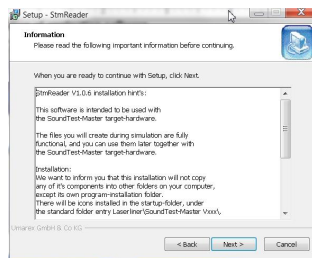 Setup - StmReader
Information
Please read the following important information before continuing.
When you are ready to continue with Setup, click Next.
StmReader V1.0.6 installation hint's:
This software is intended to be used with
the SoundTest-Master target-hardware.
The files you will create during simulation are fully
functional, and you can use them later together with
the SoundTest-Master target-hardware.
Installation:
We want to inform you that this installation will not copy
any of it's components into other folders on your computer,
except its own program-installation folder.
There will be icons installed in the startup-folder, under
the standard folder entry Laserliner\SoundTest-Master Vxxx\,
Umarex GmbH & Co KG
< Back
Next >
Cancel